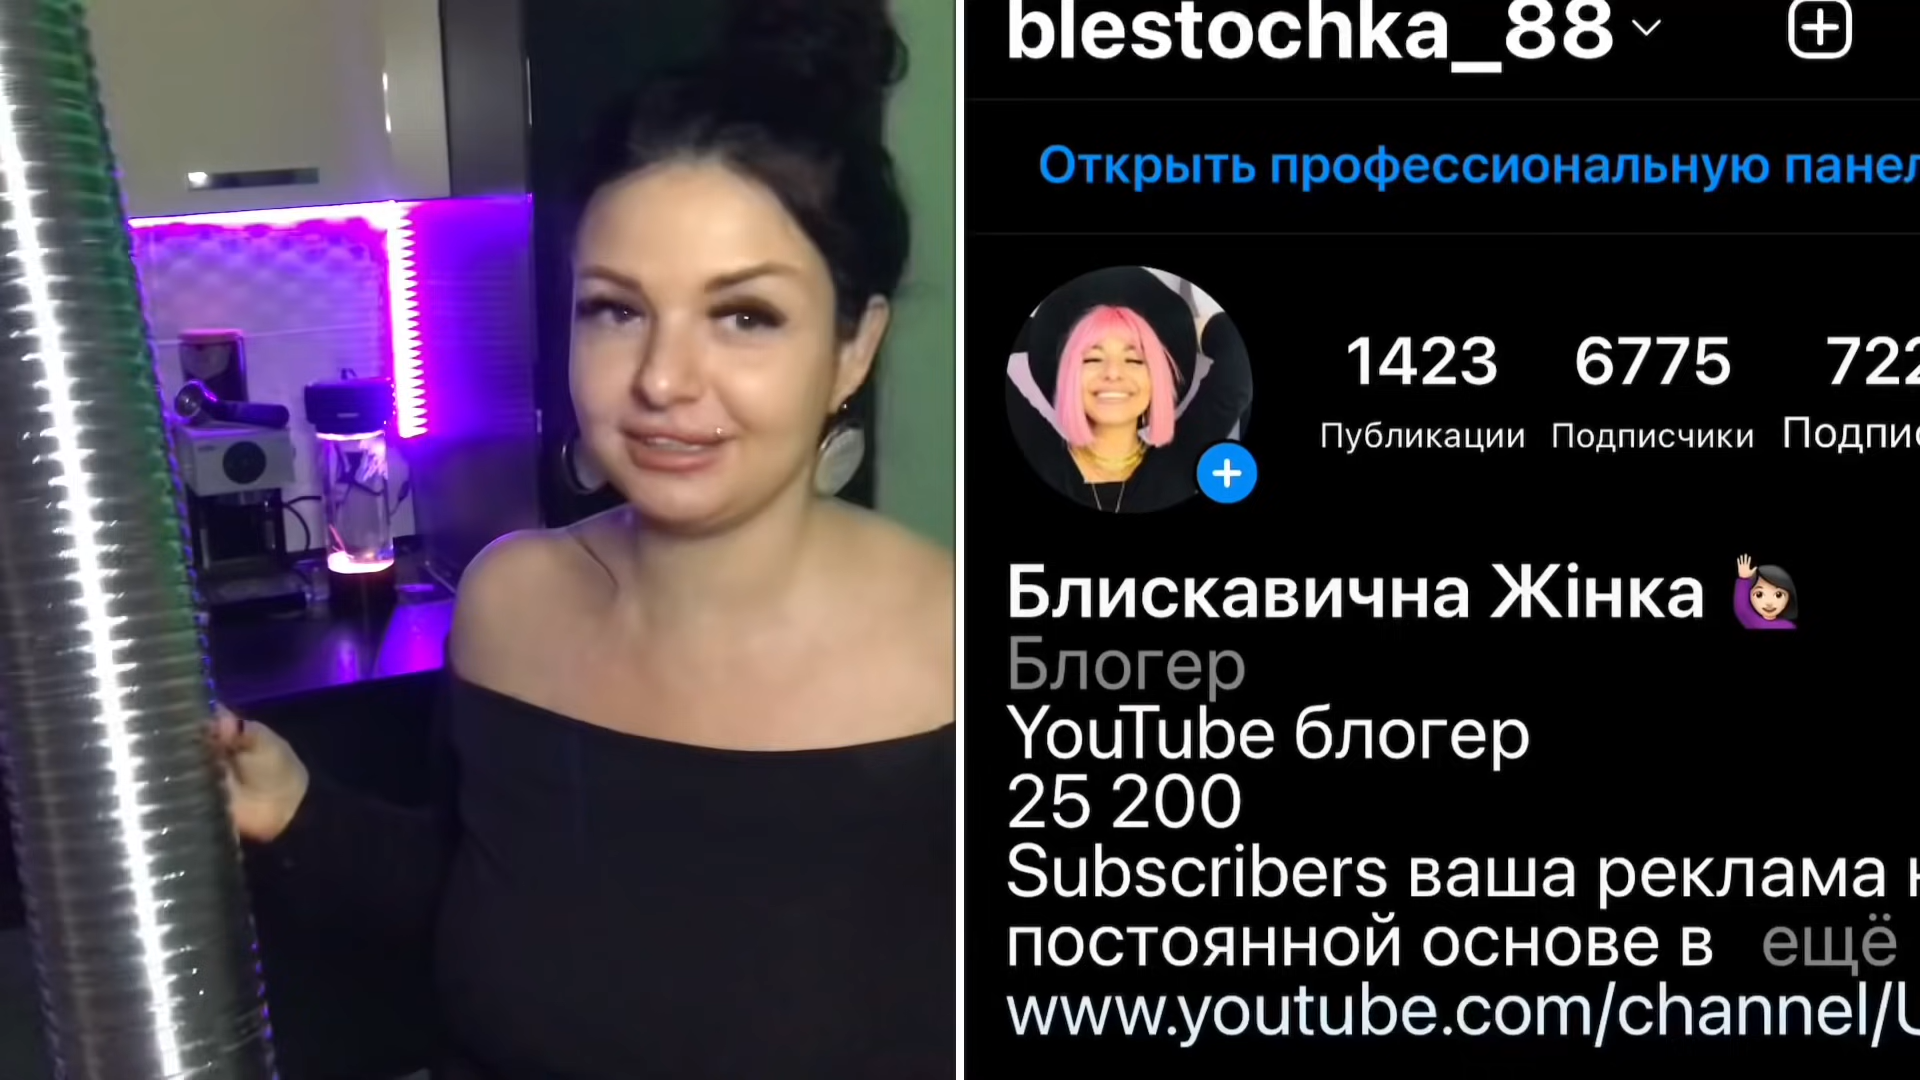 blestochka_88
Открыть профессиональную панел
1423 6775 722
Публикации Подписчики Подпис
Блискавична Жінка
Блогер
YouTube блогер
25 200
Subscribers ваша реклама н
постоянной основе в ещё
www.youtube.com/channel/U